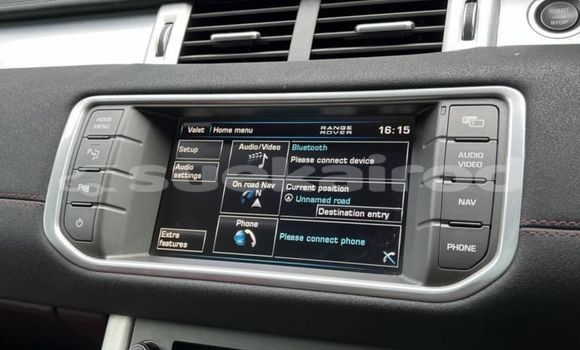 START
STOP
HOME
MENU
Valet
Home menu
RANGE
ROVER
16:15
Setup
Audio/Video
Bluetooth
Please connect device
AUDIO
VIDEO
Audio
settings
On road Nav
N
Current position
Unnamed road
Destination entry
NAV
Phone
Please connect phone
Extra
features
PHONE